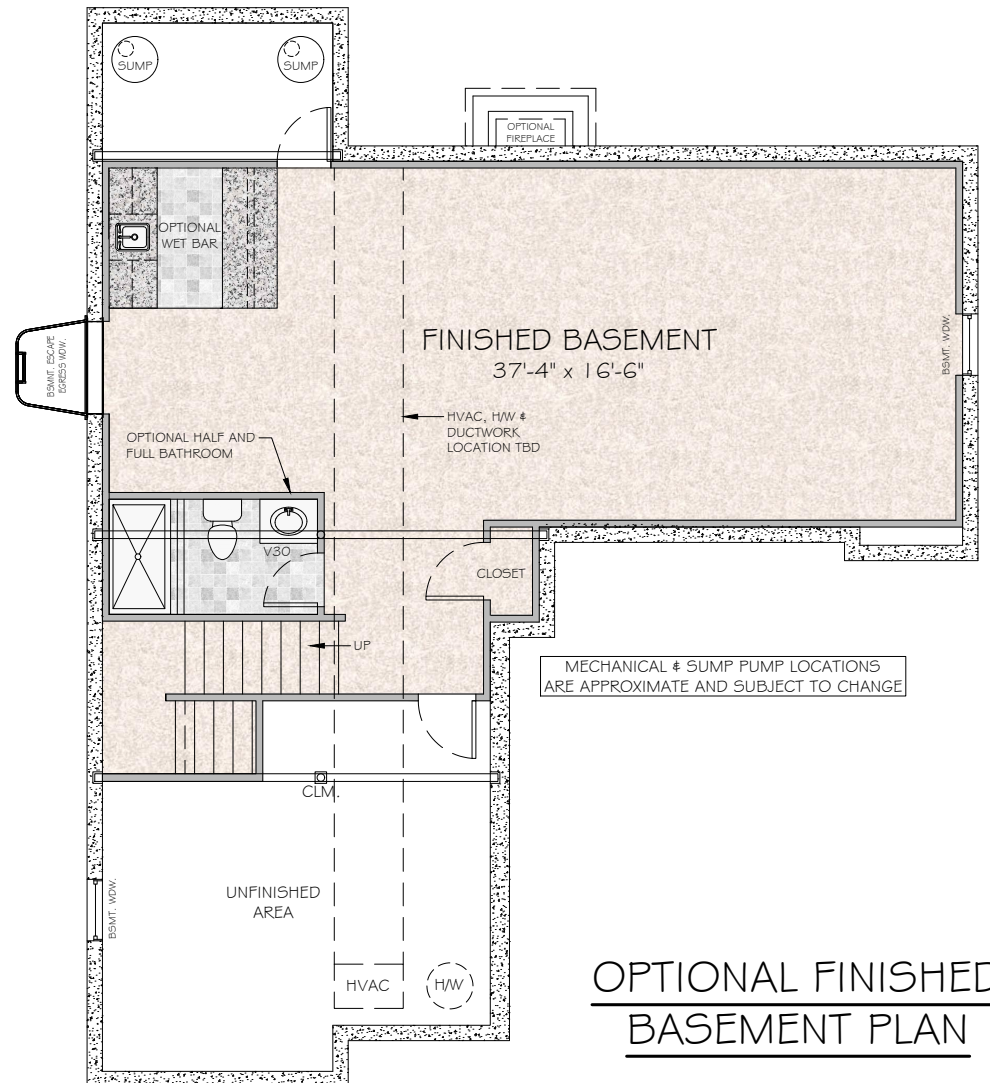 SUMP
SUMP
OPTIONAL
FIREPLACE
OPTIONAL
WET BAR
BSMNT. ESCAPE
EGRESS WDW.
FINISHED BASEMENT
37'-4" x 16'-6"
BSMT. WDW.
HVAC, H/W &
DUCTWORK
LOCATION TBD
OPTIONAL HALF AND
FULL BATHROOM
V30
CLOSET
UP
MECHANICAL & SUMP PUMP LOCATIONS
ARE APPROXIMATE AND SUBJECT TO CHANGE
CLM.
UNFINISHED
AREA
BSMT. WDW.
HVAC
H/W
OPTIONAL FINISHED
BASEMENT PLAN